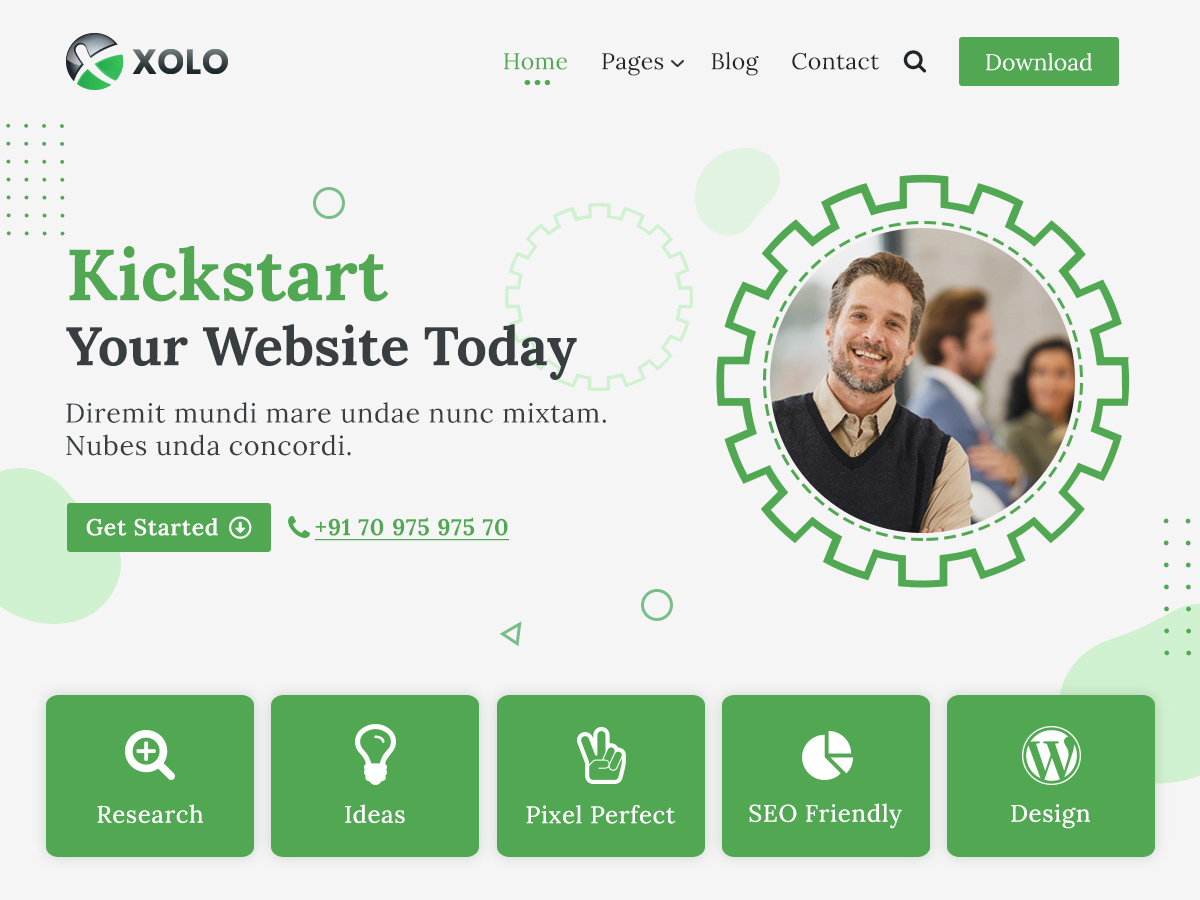 XOLO
Home Pages Blog Contact Download
Kickstart
Your Website Today
Diremit mundi mare undae nunc mixtam.
Nubes unda concordi.
Get Started +91 70 975 975 70
Research Ideas Pixel Perfect SEO Friendly Design